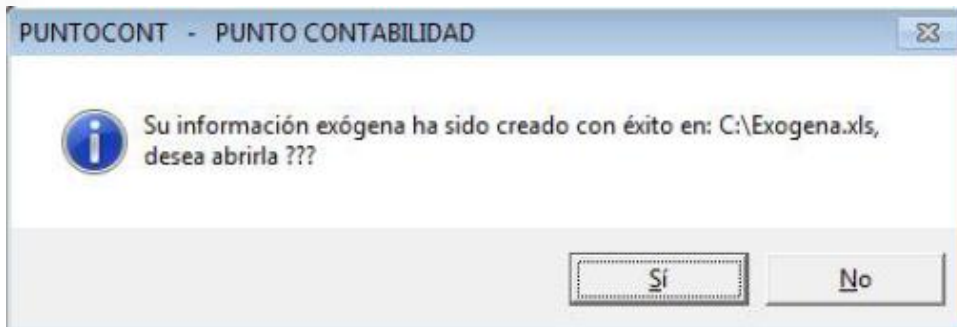 PUNTOCONT - PUNTO CONTABILIDAD
Su información exógena ha sido creado con éxito en: C:\Exogena.xls,
desea abrirla ???
Sí No